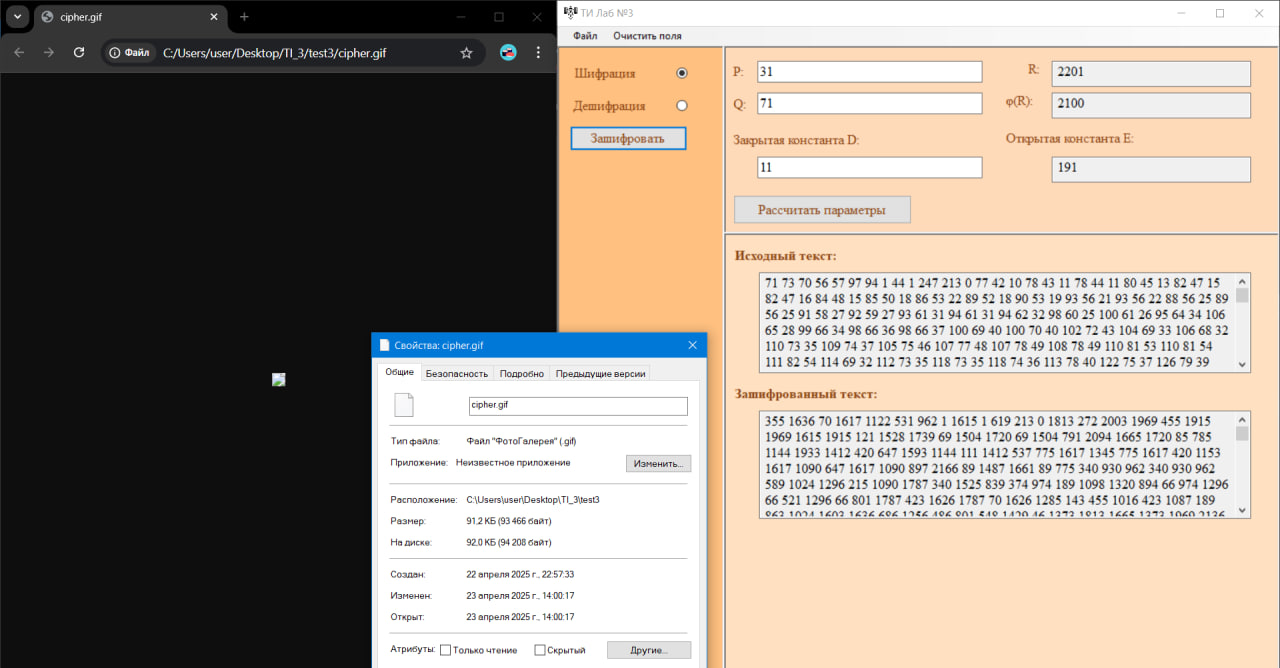 cipher.gif
Файл
C:/Users/user/Desktop/TI_3/test3/cipher.gif
ТИ Лаб №3
Файл Очистить поля
Шифрация
Дешифрация
Зашифровать
P: 31
Q: 71
R: 2201
φ(R): 2100
Закрытая константа D:
11
Открытая константа E:
191
Рассчитать параметры
Исходный текст:
71 73 70 56 57 97 94 1 44 1 247 213 0 77 42 10 78 43 11 78 44 11 80 45 13 82 47 15
82 47 16 84 48 15 85 50 18 86 53 22 89 52 18 90 53 19 93 56 21 93 56 22 88 56 25 89
56 25 91 58 27 92 59 27 93 61 31 94 61 31 94 62 32 98 60 25 100 61 26 95 64 34 106
65 28 99 66 34 98 66 36 98 66 37 100 69 40 100 70 40 102 72 43 104 69 33 106 68 32
110 73 35 109 74 37 105 75 46 107 77 48 107 78 49 108 78 49 110 81 53 110 81 54
111 82 54 114 69 32 112 73 35 118 73 35 118 74 36 113 78 40 122 75 37 126 79 39
Зашифрованный текст:
355 1636 70 1617 1122 531 962 1 1615 1 619 213 0 1813 272 2003 1969 455 1915
1969 1615 1915 121 1528 1739 69 1504 1720 69 1504 791 2094 1665 1720 85 785
1144 1933 1412 420 647 1593 1144 111 1412 537 775 1617 1345 775 1617 420 1153
1617 1090 647 1617 1090 897 2166 89 1487 1661 89 775 340 930 962 340 930 962
589 1024 1296 215 1090 1787 340 1525 839 374 974 189 1098 1320 894 66 974 1296
66 521 1296 66 801 1787 423 1626 1787 70 1626 1285 143 455 1016 423 1087 189
863 1024 1603 1636 686 1256 486 801 548 1429 46 1373 1813 1665 1373 1969 2136
Свойства: cipher.gif
Общие Безопасность Подробно Предыдущие версии
cipher.gif
Тип файла: Файл "ФотоГалерея" (.gif)
Приложение: Неизвестное приложение Изменить...
Расположение: C:\Users\user\Desktop\TI_3\test3
Размер: 91,2 КБ (93 466 байт)
На диске: 92,0 КБ (94 208 байт)
Создан: 22 апреля 2025 г., 22:57:33
Изменен: 23 апреля 2025 г., 14:00:17
Открыт: 23 апреля 2025 г., 14:00:17
Атрибуты: Только чтение Скрытый Другие...